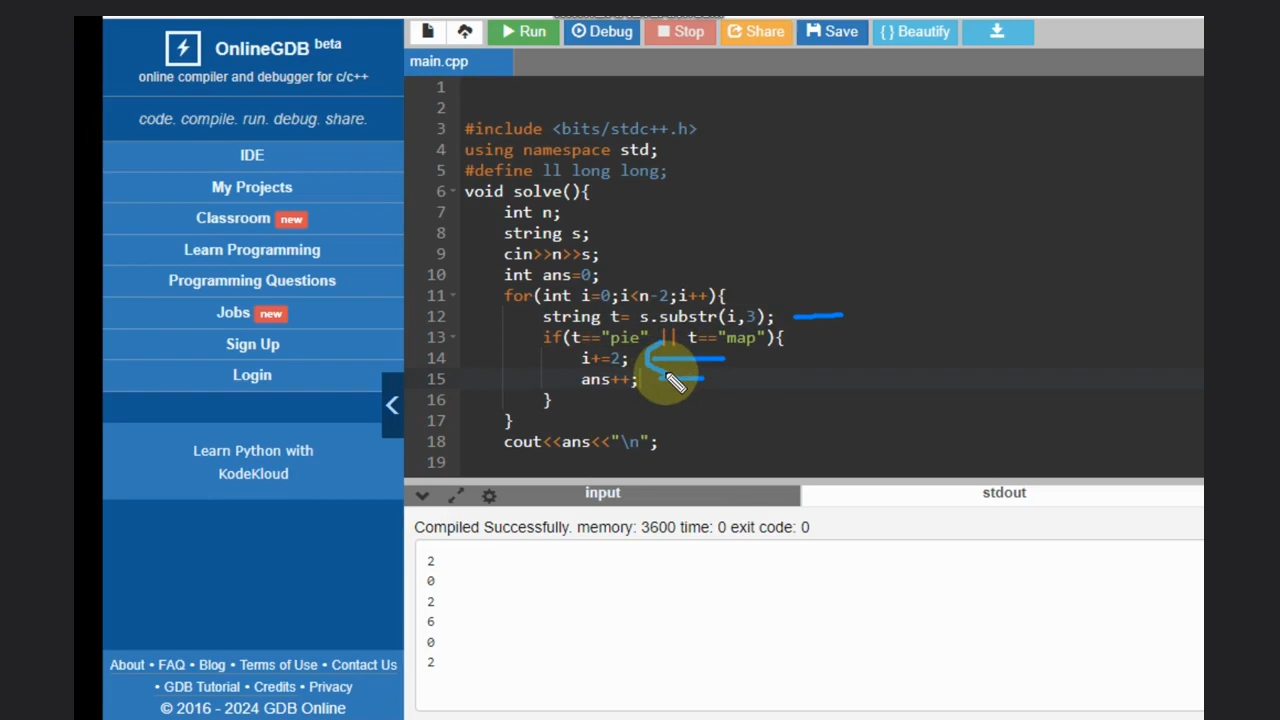 OnlineGDB beta
online compiler and debugger for c/c++
code. compile. run. debug. share.
IDE
My Projects
Classroom new
Learn Programming
Programming Questions
Jobs new
Sign Up
Login
Learn Python with
KodeKloud
About • FAQ • Blog • Terms of Use • Contact Us
• GDB Tutorial • Credits • Privacy
© 2016 - 2024 GDB Online
Run Debug Stop Share Save { } Beautify
main.cpp
1
2
3 #include <bits/stdc++.h>
4 using namespace std;
5 #define ll long long;
6 void solve(){
7 int n;
8 string s;
9 cin>>n>>s;
10 int ans=0;
11 for(int i=0;i<n-2;i++){
12 string t= s.substr(i,3);
13 if(t=="pie" || t=="map"){
14 i+=2;
15 ans++;
16 }
17 }
18 cout<<ans<<"\n";
19
input stdout
Compiled Successfully. memory: 3600 time: 0 exit code: 0
2
0
2
6
0
2